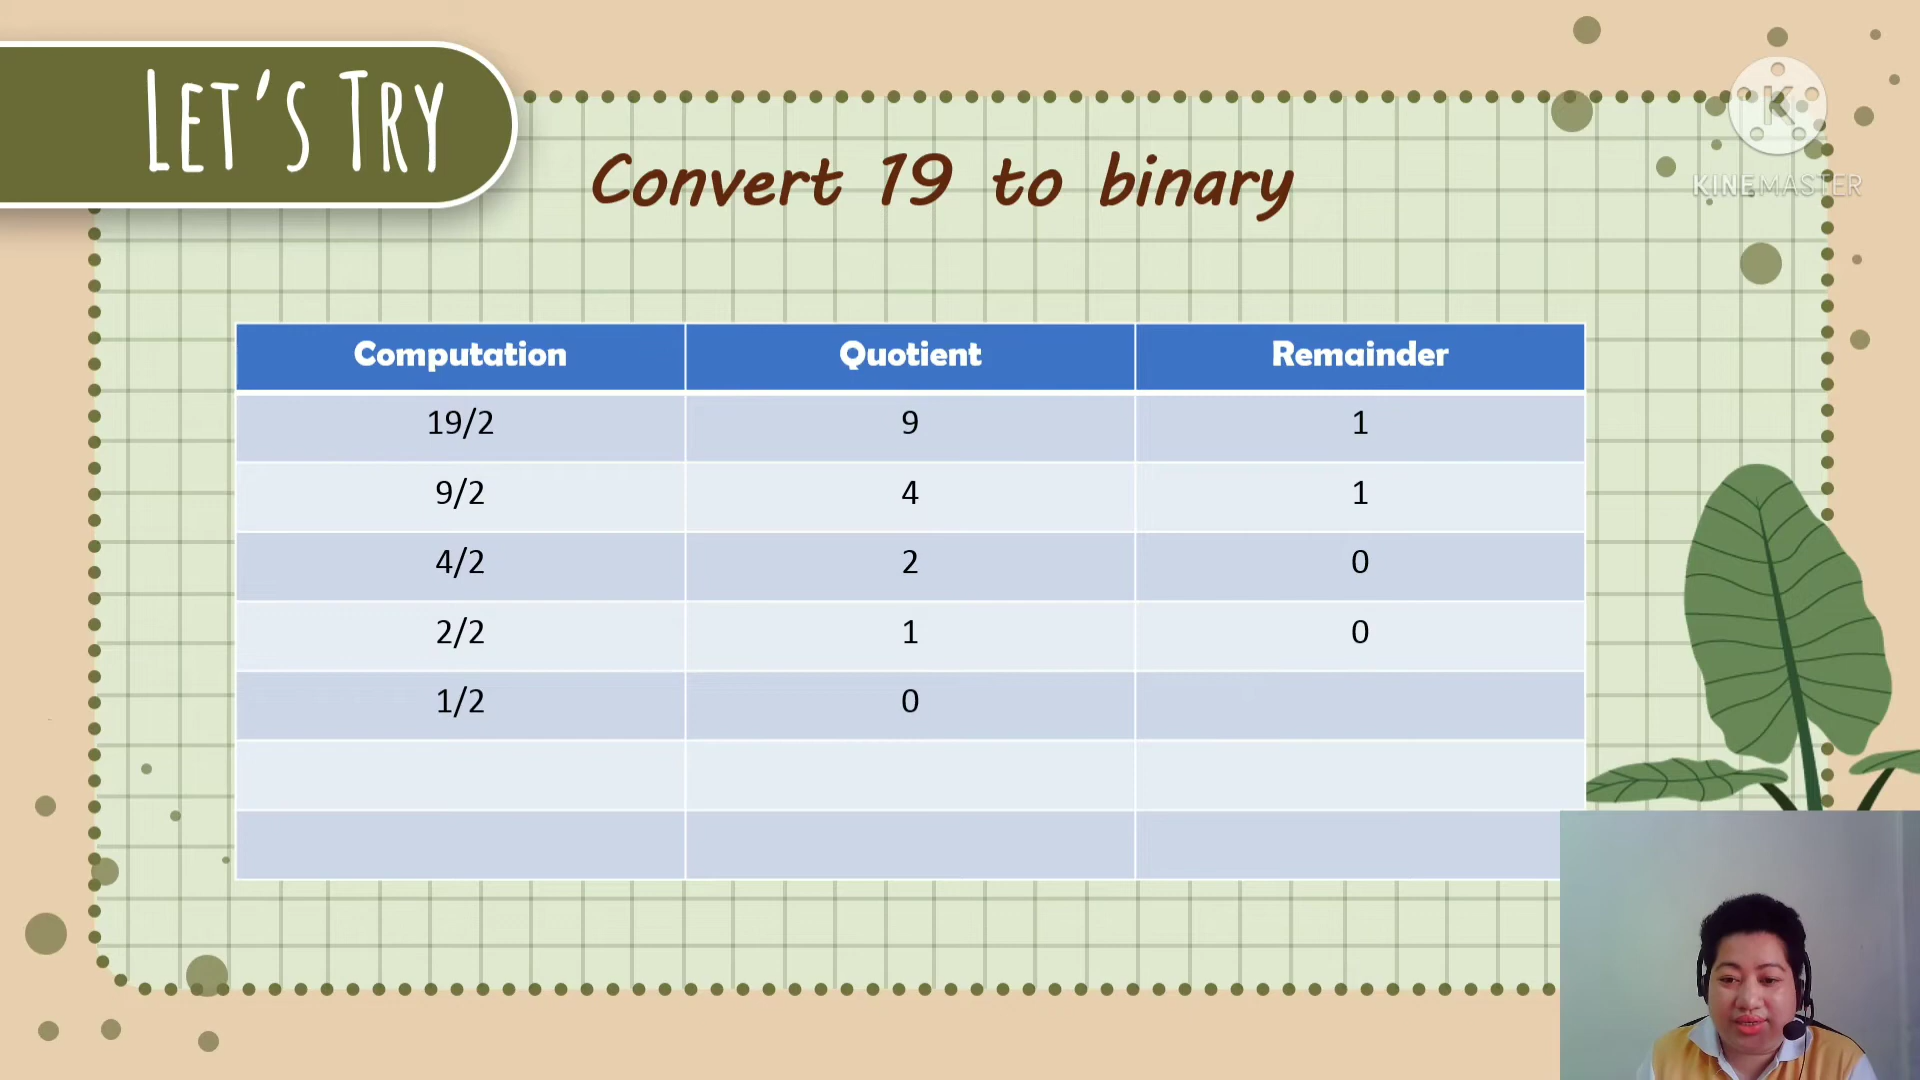 LET'S TRY
Convert 19 to binary
KINEMASTER
Computation Quotient Remainder
19/2 9 1
9/2 4 1
4/2 2 0
2/2 1 0
1/2 0